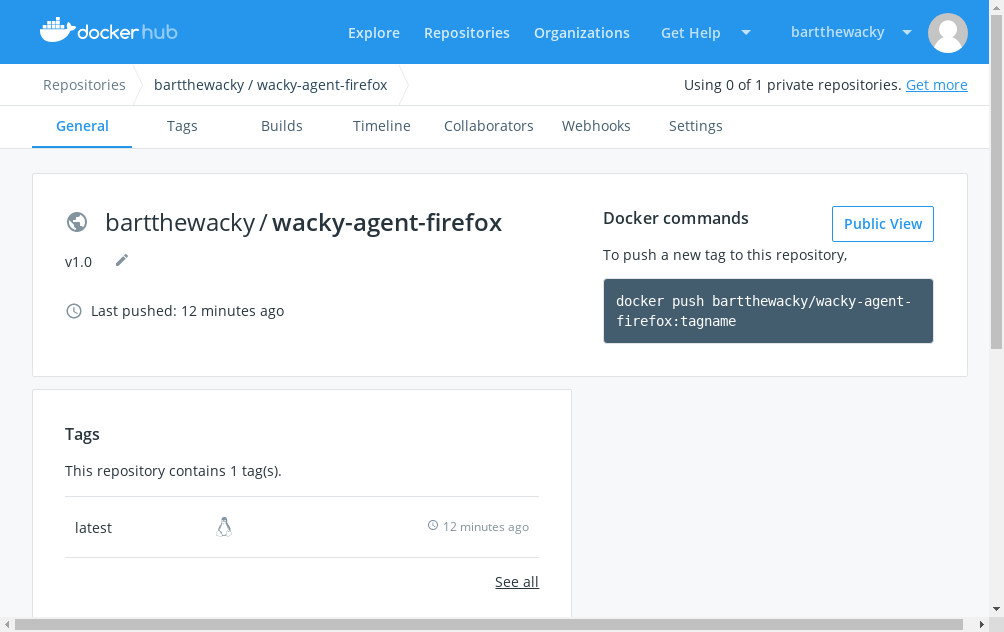 docker hub
Explore Repositories Organizations Get Help bartthewacky
Repositories bartthewacky / wacky-agent-firefox Using 0 of 1 private repositories. Get more
General Tags Builds Timeline Collaborators Webhooks Settings
bartthewacky / wacky-agent-firefox
v1.0
Last pushed: 12 minutes ago
Docker commands
Public View
To push a new tag to this repository,
docker push bartthewacky/wacky-agent-
firefox:tagname
Tags
This repository contains 1 tag(s).
latest 12 minutes ago
See all